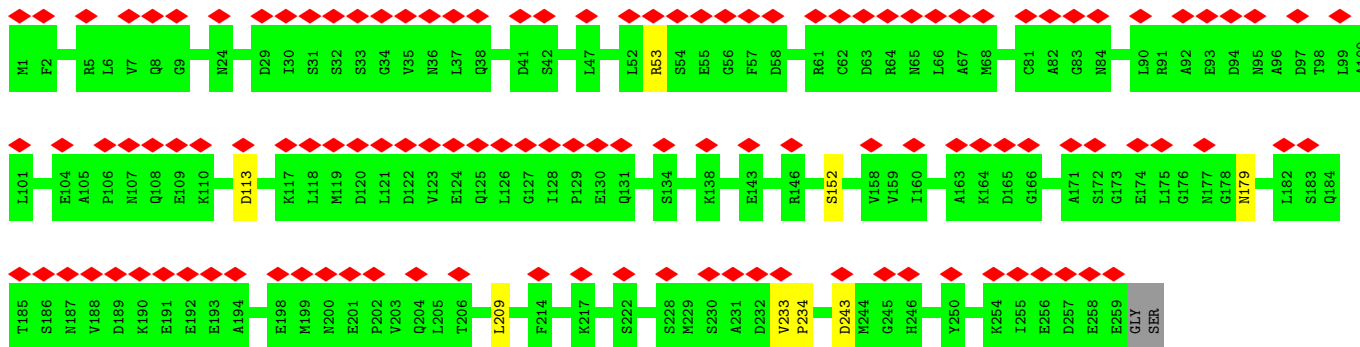 M1 F2 R5 L6 V7 Q8 G9 N24 D29 I30 S31 S32 S33 G34 V35 N36 L37 Q38 D41 S42 L47 L52 R53 S54 E55 G56 F57 D58 R61 C62 D63 R64 N65 L66 A67 M68 C81 A82 G83 N84 L90 R91 A92 E93 D94 N95 A96 D97 T98 L99 A100
L101 E104 A105 P106 N107 Q108 E109 K110 D113 K117 L118 M119 D120 L121 D122 V123 E124 Q125 L126 G127 I128 P129 E130 Q131 S134 K138 E143 R146 S152 V158 V159 I160 A163 K164 D165 G166 A171 S172 G173 E174 L175 G176 N177 G178 N179 L182 S183 Q184
T185 S186 N187 V188 D189 K190 E191 E192 E193 A194 E198 M199 N200 E201 P202 V203 Q204 L205 T206 L209 F214 K217 S222 S228 M229 S230 A231 D232 V233 P234 D243 M244 G245 H246 Y250 K254 I255 E256 D257 E258 E259 GLY SER